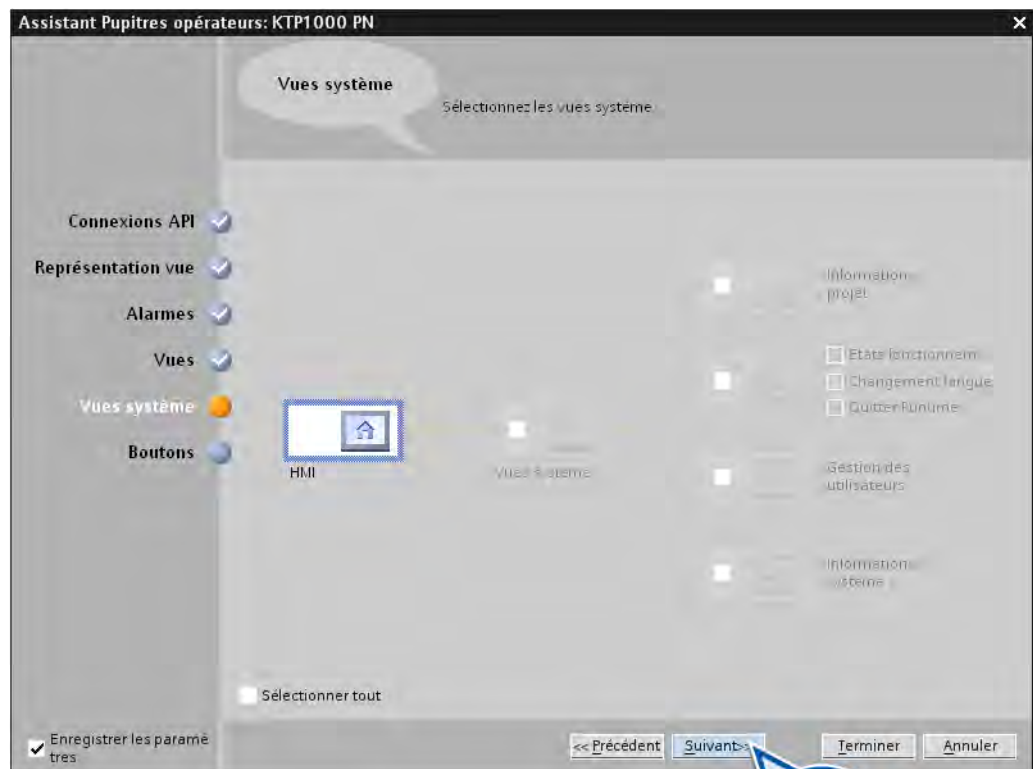 Assistant Pupitres opérateurs: KTP1000 PN
Vues système
Sélectionnez les vues système.
Connexions API
Représentation vue
Alarmes
Vues
Vues système
Boutons
HMI
Vues système
Informations
projet
Etats fonctionnem
Changement langue
Quitter Runtime
Gestion des
utilisateurs
Informations
système
Sélectionner tout
Enregistrer les paramè
tres
<< Précédent
Suivant>>
Terminer
Annuler